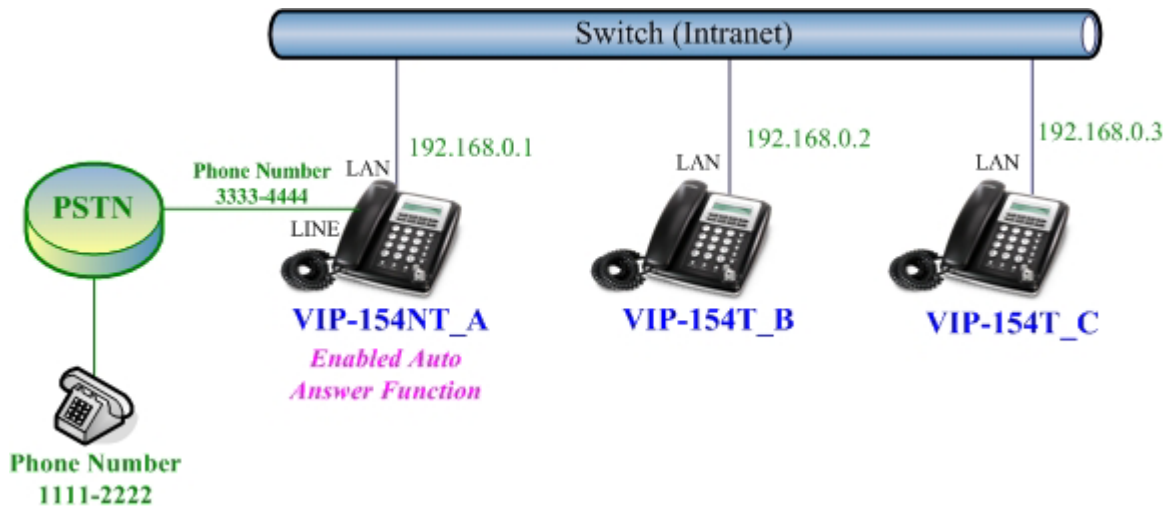 Switch (Intranet)
192.168.0.1
192.168.0.2
192.168.0.3
LAN
LAN
LAN
Phone Number
3333-4444
PSTN
LINE
VIP-154NT_A
VIP-154T_B
VIP-154T_C
Enabled Auto
Answer Function
Phone Number
1111-2222